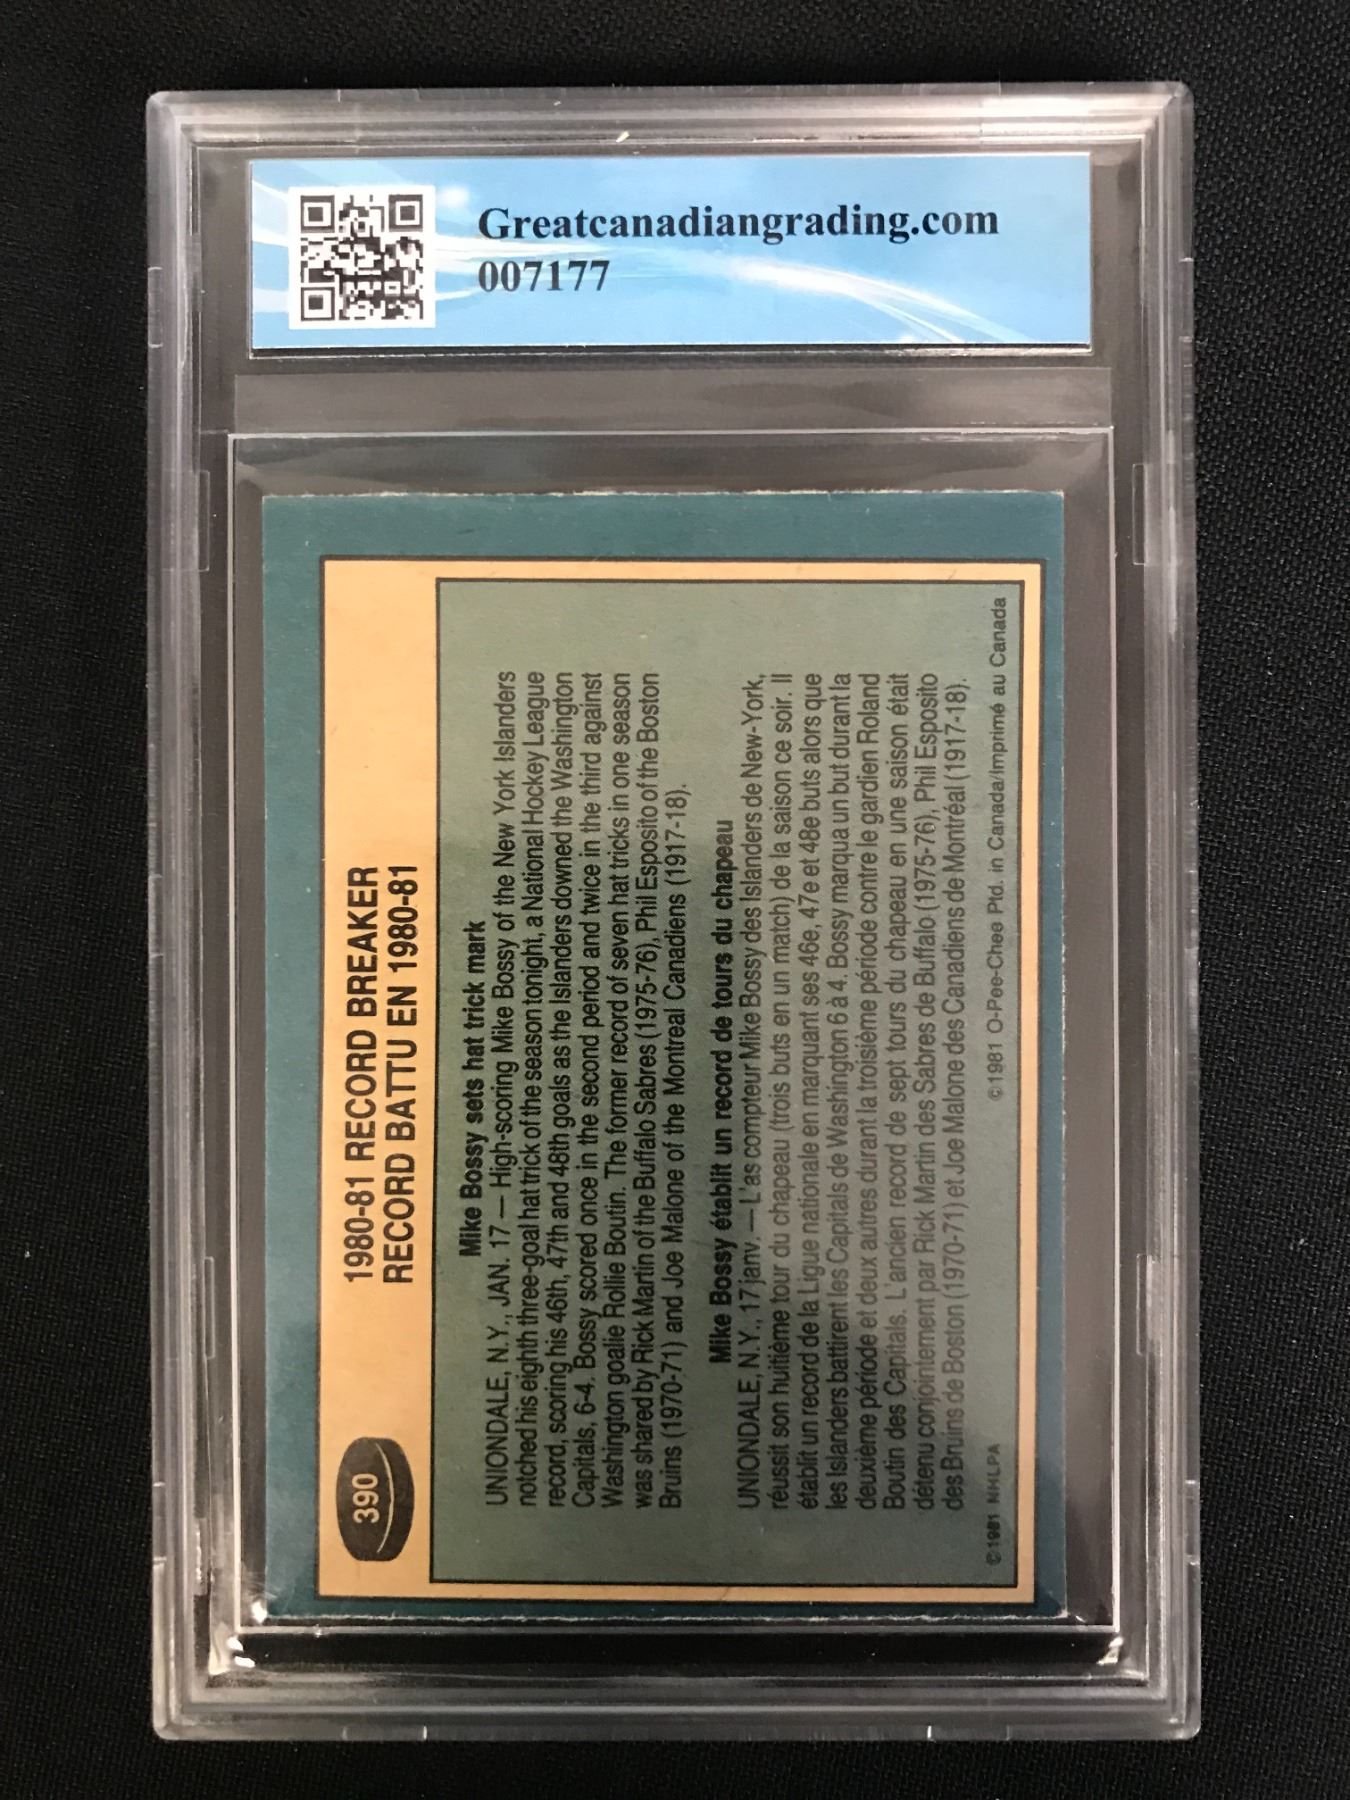 Greatcanadiangrading.com
007177
390
1980-81 RECORD BREAKER
RECORD BATTU EN 1980-81
Mike Bossy sets hat trick mark
UNIONDALE, N.Y., JAN. 17 — High-scoring Mike Bossy of the New York Islanders
notched his eighth three-goal hat trick of the season tonight, a National Hockey League
record, scoring his 46th, 47th and 48th goals as the Islanders downed the Washington
Capitals, 6-4. Bossy scored once in the second period and twice in the third against
Washington goalie Rollie Boutin. The former record of seven hat tricks in one season
was shared by Rick Martin of the Buffalo Sabres (1975-76), Phil Esposito of the Boston
Bruins (1970-71) and Joe Malone of the Montreal Canadiens (1917-18).
Mike Bossy établit un record de tours du chapeau
UNIONDALE, N.Y., 17 janv. — L'as compteur Mike Bossy des Islanders de New-York,
réussit son huitième tour du chapeau (trois buts en un match) de la saison ce soir. Il
établit un record de la Ligue nationale en marquant ses 46e, 47e et 48e buts alors que
les Islanders battirent les Capitals de Washington 6 à 4. Bossy marqua un but durant la
deuxième période et deux autres durant la troisième période contre le gardien Roland
Boutin des Capitals. L'ancien record de sept tours du chapeau en une saison était
détenu conjointement par Rick Martin des Sabres de Buffalo (1975-76), Phil Esposito
des Bruins de Boston (1970-71) et Joe Malone des Canadiens de Montréal (1917-18).
©1981 NHLPA ©1981 O-Pee-Chee Ptd. in Canada/Imprimé au Canada